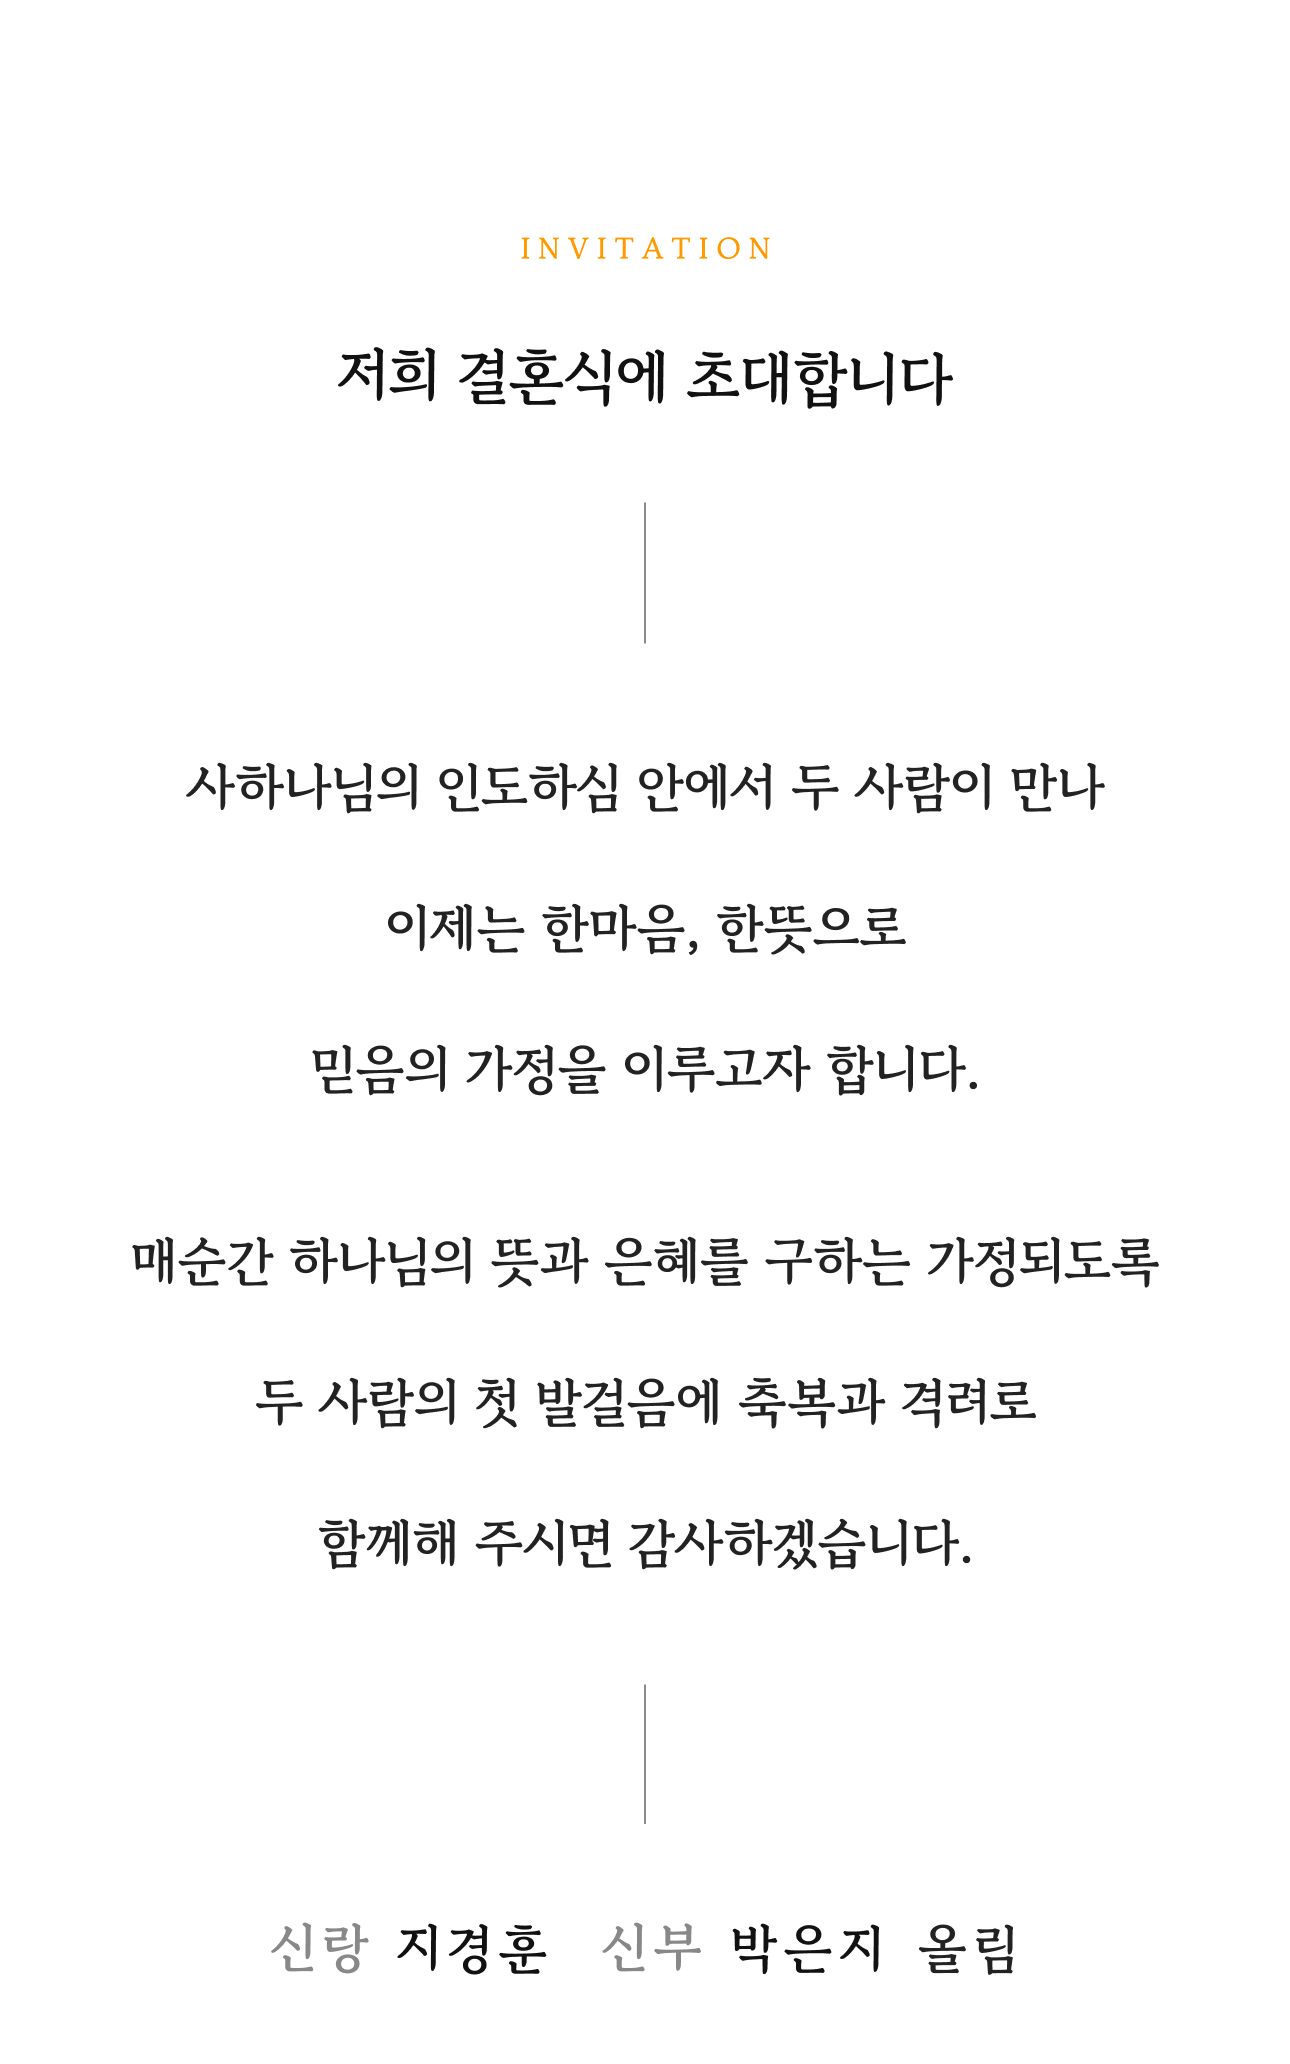 INVITATION
저희 결혼식에 초대합니다
사하나님의 인도하심 안에서 두 사람이 만나
이제는 한마음, 한뜻으로
믿음의 가정을 이루고자 합니다.
매순간 하나님의 뜻과 은혜를 구하는 가정되도록
두 사람의 첫 발걸음에 축복과 격려로
함께해 주시면 감사하겠습니다.
신랑 지경훈 신부 박은지 올림